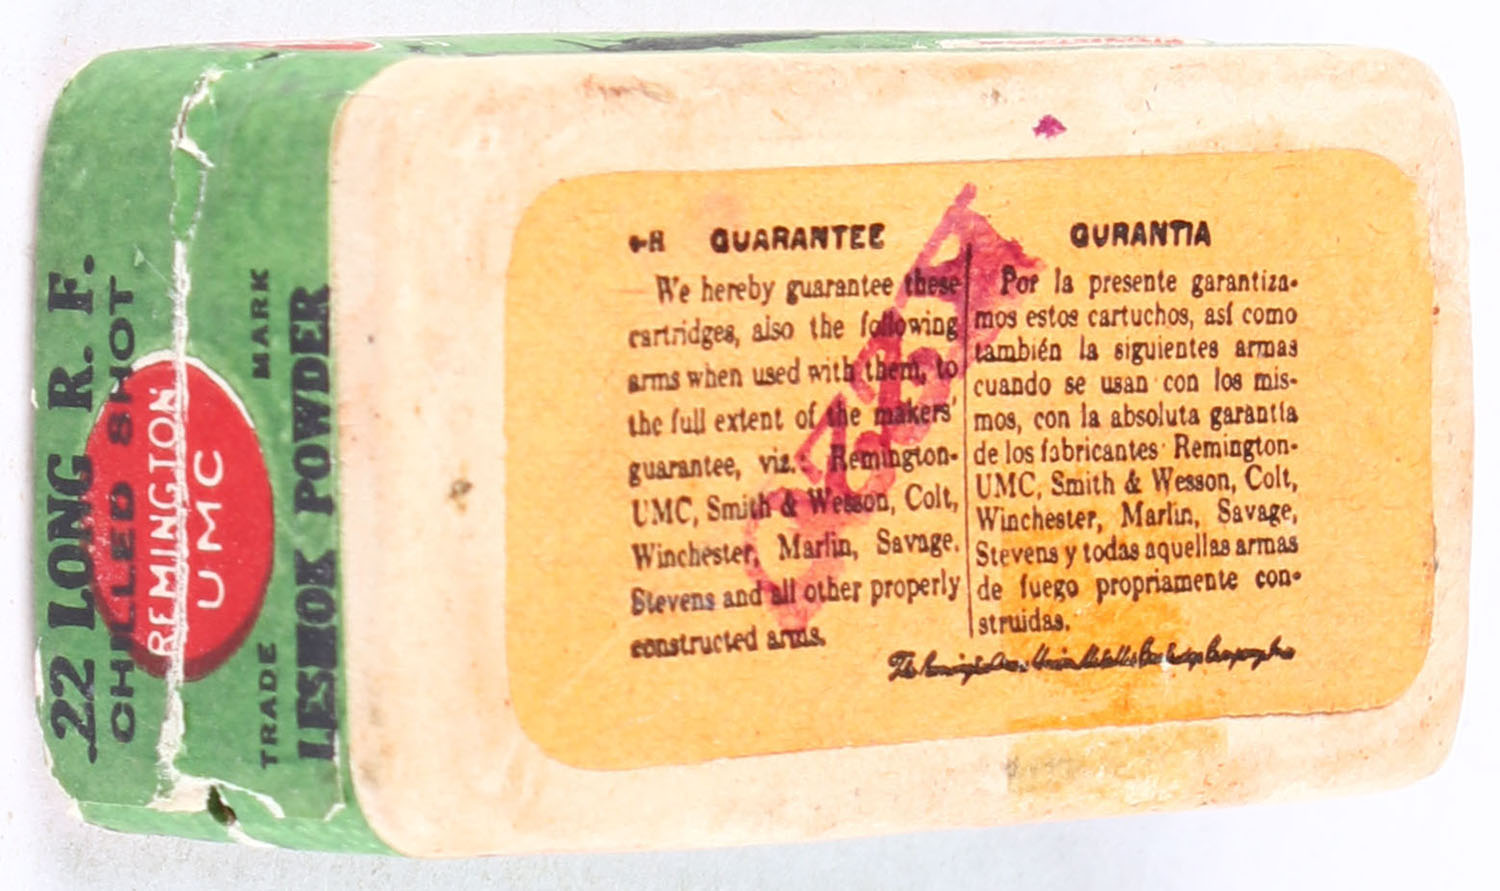 22 LONG R. F.
CHILLED SHOT
REMINGTON
UMC
TRADE MARK
LESMOK POWDER
GUARANTEE
We hereby guarantee these
cartridges, also the following
arms when used with them, to
the full extent of the makers'
guarantee, viz.: Remington-
UMC, Smith & Wesson, Colt,
Winchester, Marlin, Savage.
Stevens and all other properly
constructed arms.
GURANTIA
Por la presente garantiza-
mos estos cartuchos, así como
también la siguientes armas
cuando se usan con los mis-
mos, con la absoluta garantía
de los fabricantes Remington-
UMC, Smith & Wesson, Colt,
Winchester, Marlin, Savage,
Stevens y todas aquellas armas
de fuego propriamente con-
struidas.